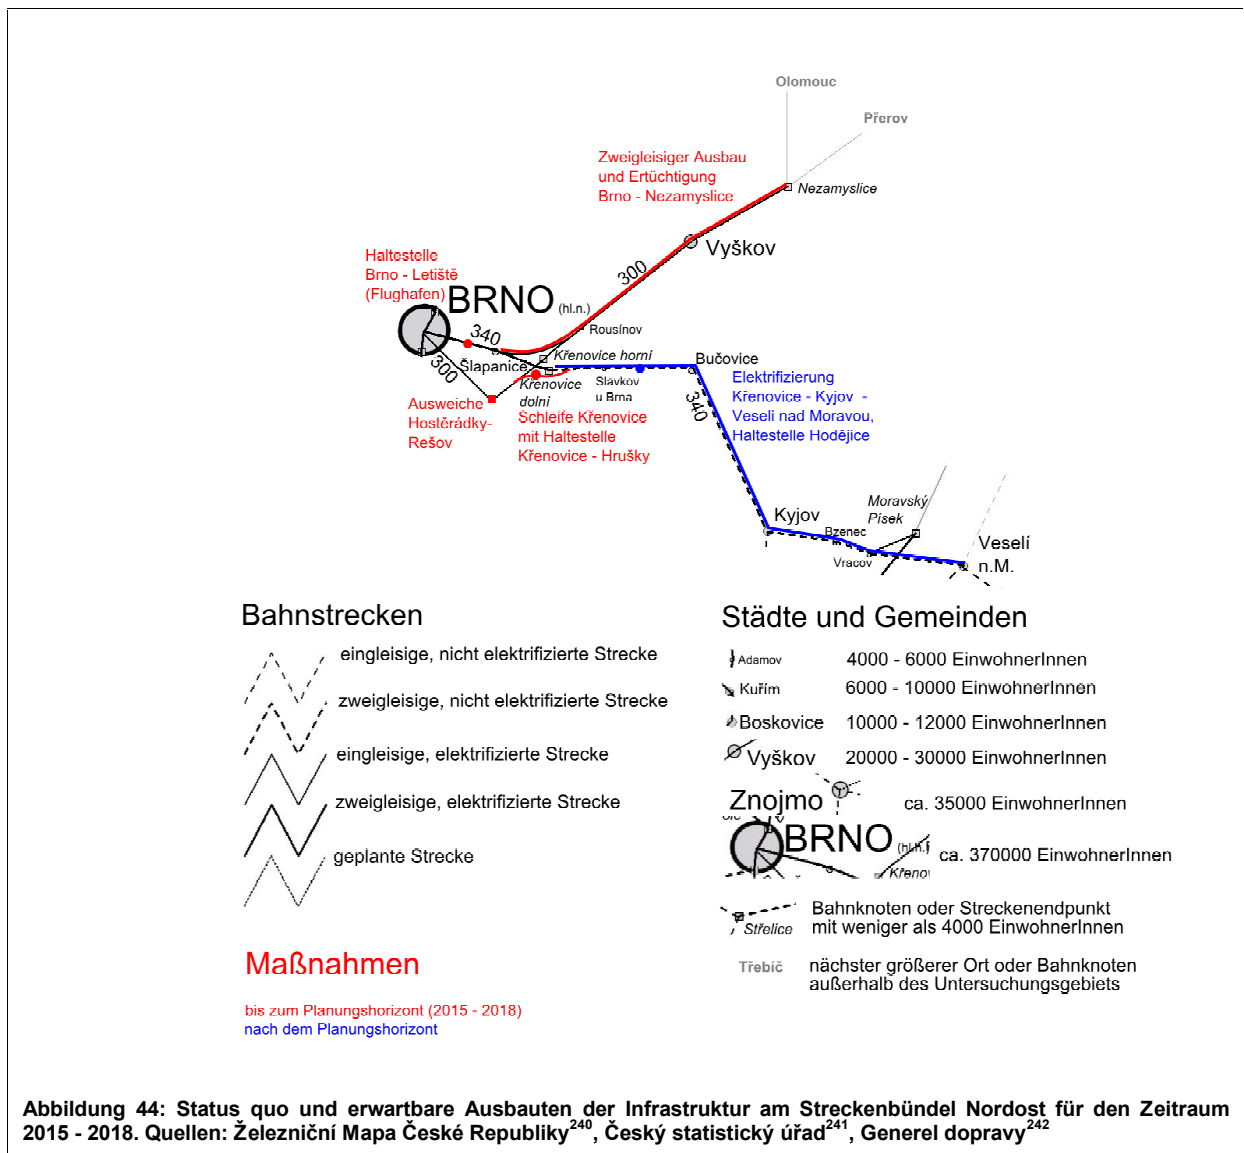 Olomouc
Přerov
Zweigleisiger Ausbau
und Ertüchtigung
Brno - Nezamyslice
Nezamyslice
Vyškov
Haltestelle
Brno - Letiště
(Flughafen)
BRNO (hl.n.)
300
340
300
Rousínov
Šlapanice
Křenovice horní
Křenovice
dolní
Slavkov
u Brna
Bučovice
340
Ausweiche
Hostěrádky-
Rešov
Schleife Křenovice
mit Haltestelle
Křenovice - Hrušky
Elektrifizierung
Křenovice - Kyjov -
Veseli nad Moravou,
Haltestelle Hodějice
Moravský
Písek
Kyjov
Bzenec
Vracov
Veselí
n.M.
Bahnstrecken
eingleisige, nicht elektrifizierte Strecke
zweigleisige, nicht elektrifizierte Strecke
eingleisige, elektrifizierte Strecke
zweigleisige, elektrifizierte Strecke
geplante Strecke
Maßnahmen
bis zum Planungshorizont (2015 - 2018)
nach dem Planungshorizont
Städte und Gemeinden
Adamov 4000 - 6000 EinwohnerInnen
Kuřím 6000 - 10000 EinwohnerInnen
Boskovice 10000 - 12000 EinwohnerInnen
Vyškov 20000 - 30000 EinwohnerInnen
Znojmo ca. 35000 EinwohnerInnen
BRNO (hl.n.) ca. 370000 EinwohnerInnen
Křenov
Střelice
Bahnknoten oder Streckenendpunkt
mit weniger als 4000 EinwohnerInnen
Třebíč
nächster größerer Ort oder Bahnknoten
außerhalb des Untersuchungsgebiets
Abbildung 44: Status quo und erwartbare Ausbauten der Infrastruktur am Streckenbündel Nordost für den Zeitraum
2015 - 2018. Quellen: Železniční Mapa České Republiky240, Český statistický úřad241, Generel dopravy242